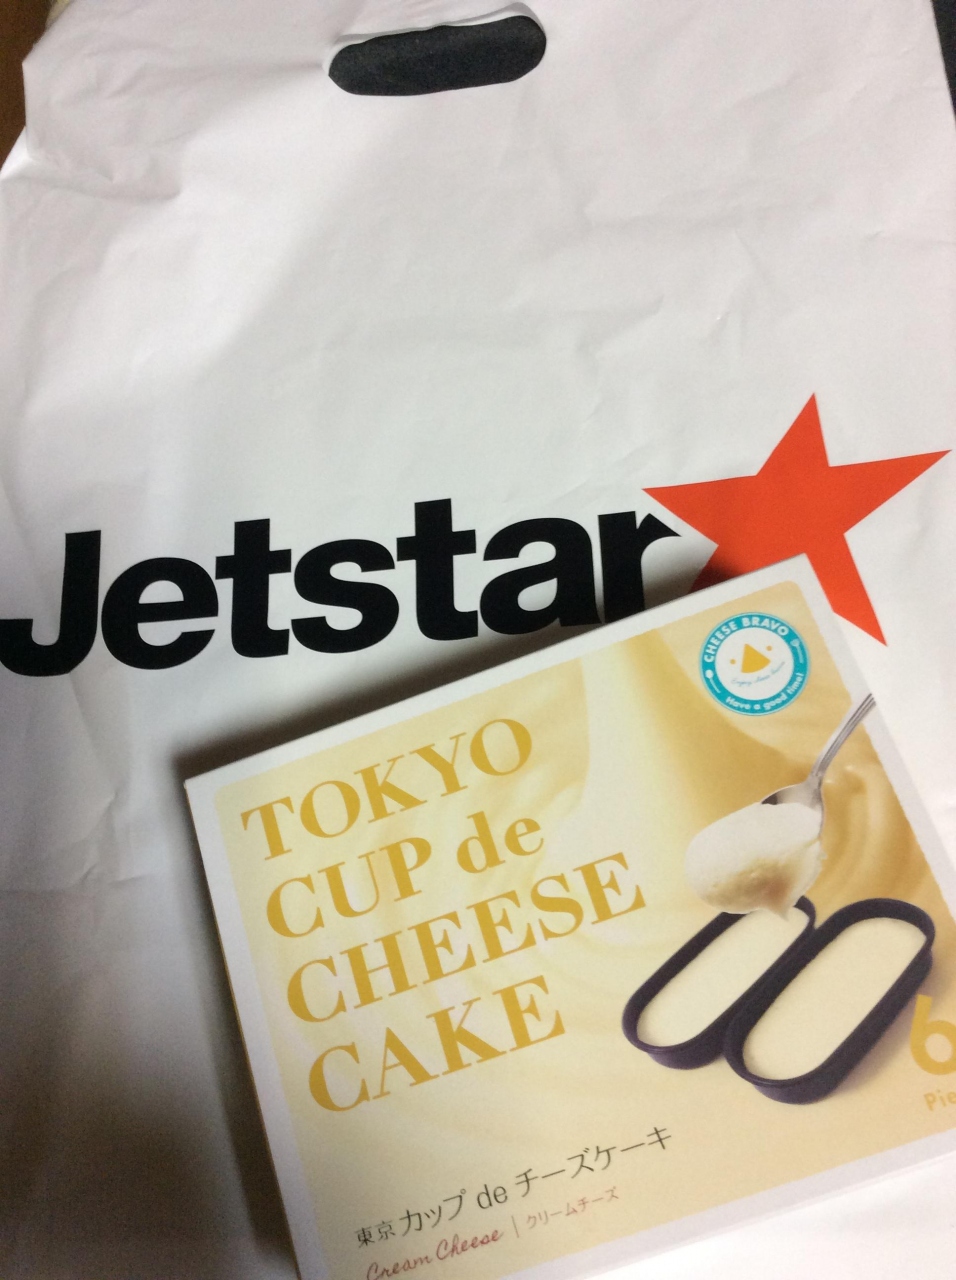 Jetstar
CHEESE BRAVO
Have a good time!
TOKYO
CUP de
CHEESE
CAKE
6
東京カップ de チーズケーキ
Cream Cheese | クリームチーズ